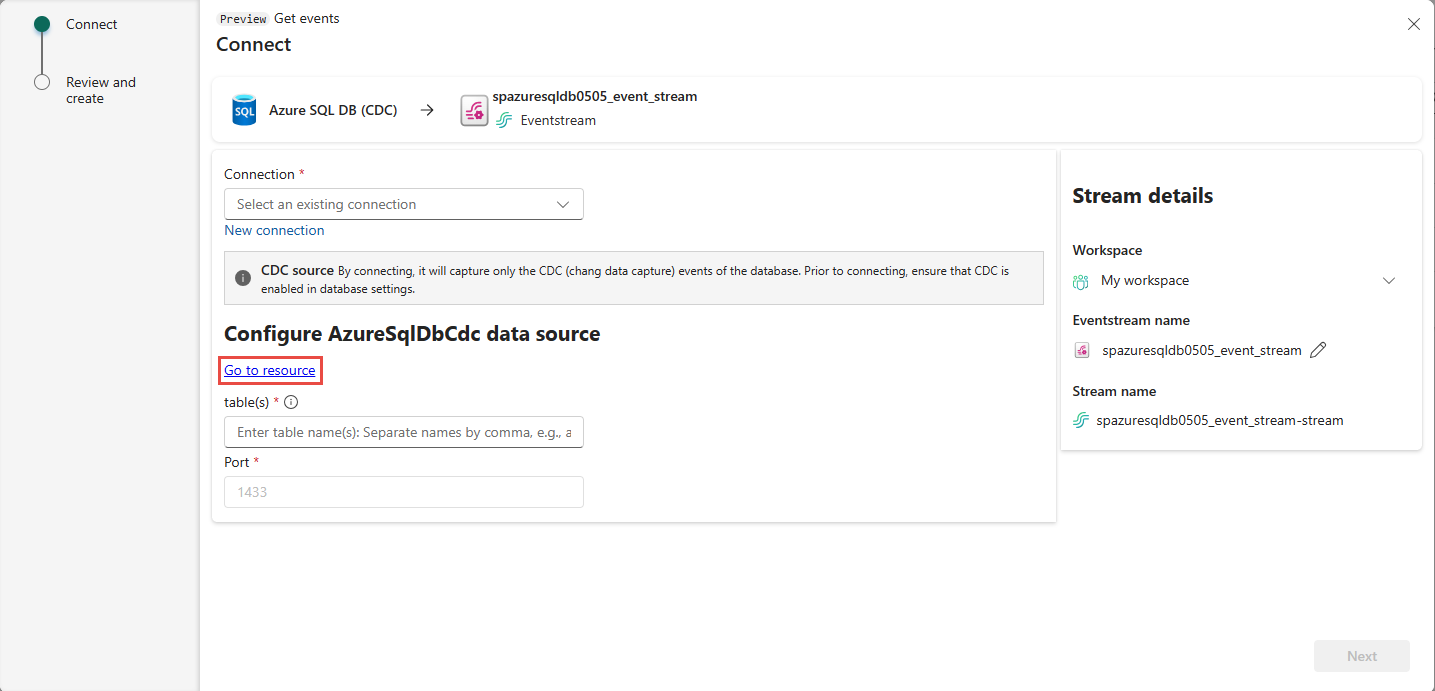 Connect
Review and
create
Preview Get events
Connect
SQL
Azure SQL DB (CDC)
spazuresqldb0505_event_stream
Eventstream
Connection *
Select an existing connection
New connection
CDC source By connecting, it will capture only the CDC (chang data capture) events of the database. Prior to connecting, ensure that CDC is
enabled in database settings.
Configure AzureSqlDbCdc data source
Go to resource
table(s) *
Enter table name(s): Separate names by comma, e.g., a
Port *
1433
Stream details
Workspace
My workspace
Eventstream name
spazuresqldb0505_event_stream
Stream name
spazuresqldb0505_event_stream-stream
Next